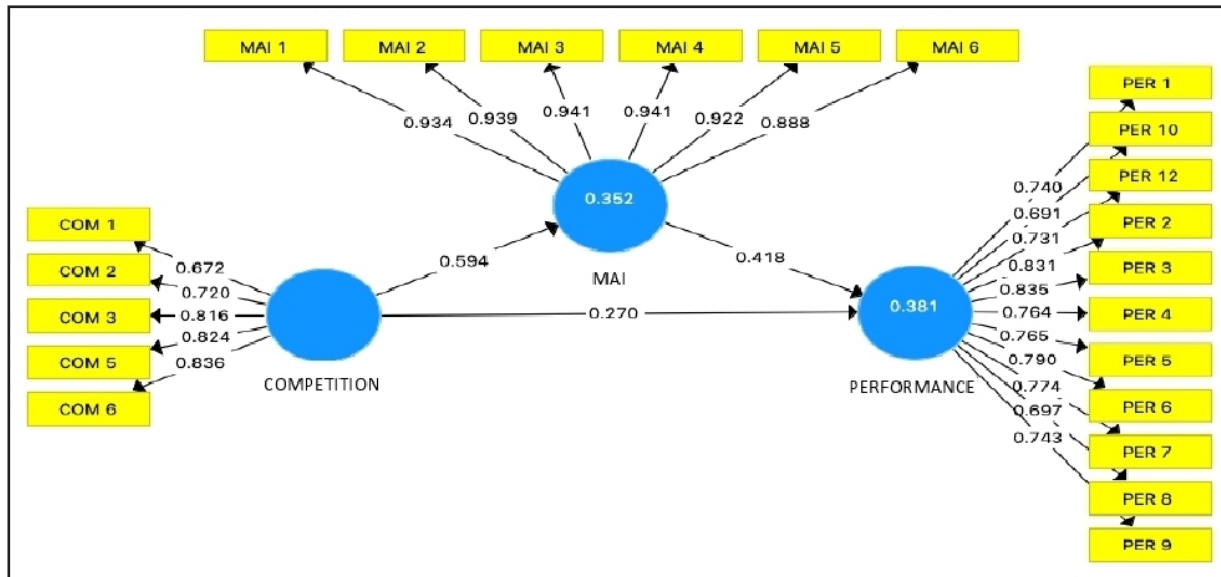 MAI 1 MAI 2 MAI 3 MAI 4 MAI 5 MAI 6
0.934 0.939 0.941 0.941 0.922 0.888
0.352
MAI
COM 1
COM 2
COM 3
COM 5
COM 6
0.672
0.720
0.816
0.824
0.836
COMPETITION
0.594
0.418
0.270
0.381
PERFORMANCE
0.740
0.691
0.731
0.831
0.835
0.764
0.765
0.790
0.774
0.697
0.743
PER 1
PER 10
PER 12
PER 2
PER 3
PER 4
PER 5
PER 6
PER 7
PER 8
PER 9